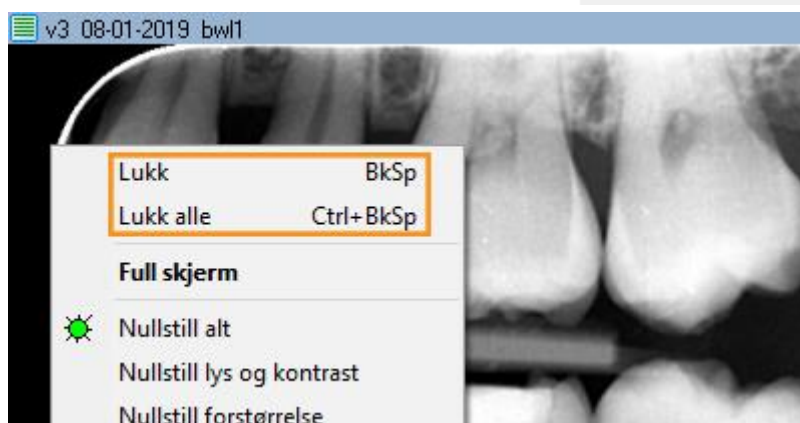 v3 08-01-2019 bwl1
Lukk BkSp
Lukk alle Ctrl+BkSp
Full skjerm
Nullstill alt
Nullstill lys og kontrast
Nullstill forstørrelse